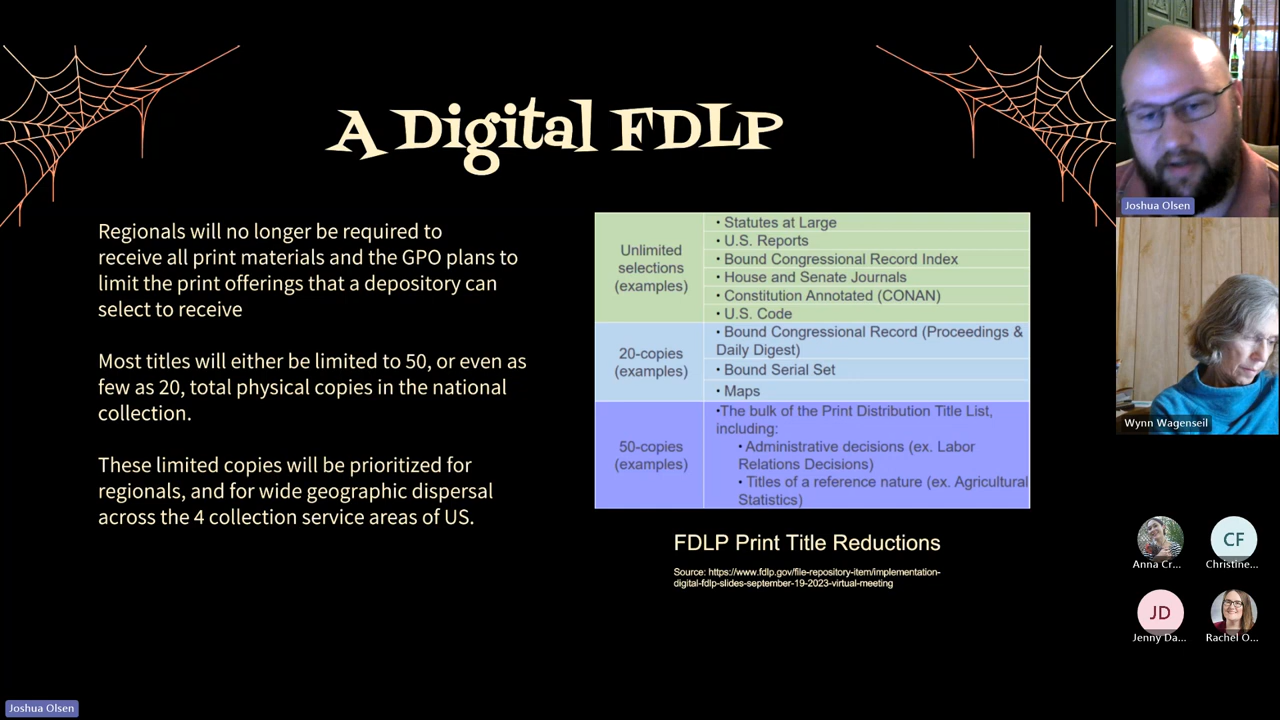 A Digital FDLP
Regionals will no longer be required to
receive all print materials and the GPO plans to
limit the print offerings that a depository can
select to receive
Most titles will either be limited to 50, or even as
few as 20, total physical copies in the national
collection.
These limited copies will be prioritized for
regionals, and for wide geographic dispersal
across the 4 collection service areas of US.
Unlimited
selections
(examples)
• Statutes at Large
• U.S. Reports
• Bound Congressional Record Index
• House and Senate Journals
• Constitution Annotated (CONAN)
• U.S. Code
20-copies
(examples)
• Bound Congressional Record (Proceedings &
Daily Digest)
• Bound Serial Set
• Maps
50-copies
(examples)
•The bulk of the Print Distribution Title List,
including:
• Administrative decisions (ex. Labor
Relations Decisions)
• Titles of a reference nature (ex. Agricultural
Statistics)
FDLP Print Title Reductions
Source: https://www.fdlp.gov/file-repository-item/implementation-
digital-fdlp-slides-september-19-2023-virtual-meeting
Joshua Olsen
Wynn Wagenseil
CF
Anna Cr...
Christine...
JD
Jenny Da...
Rachel O...
Joshua Olsen